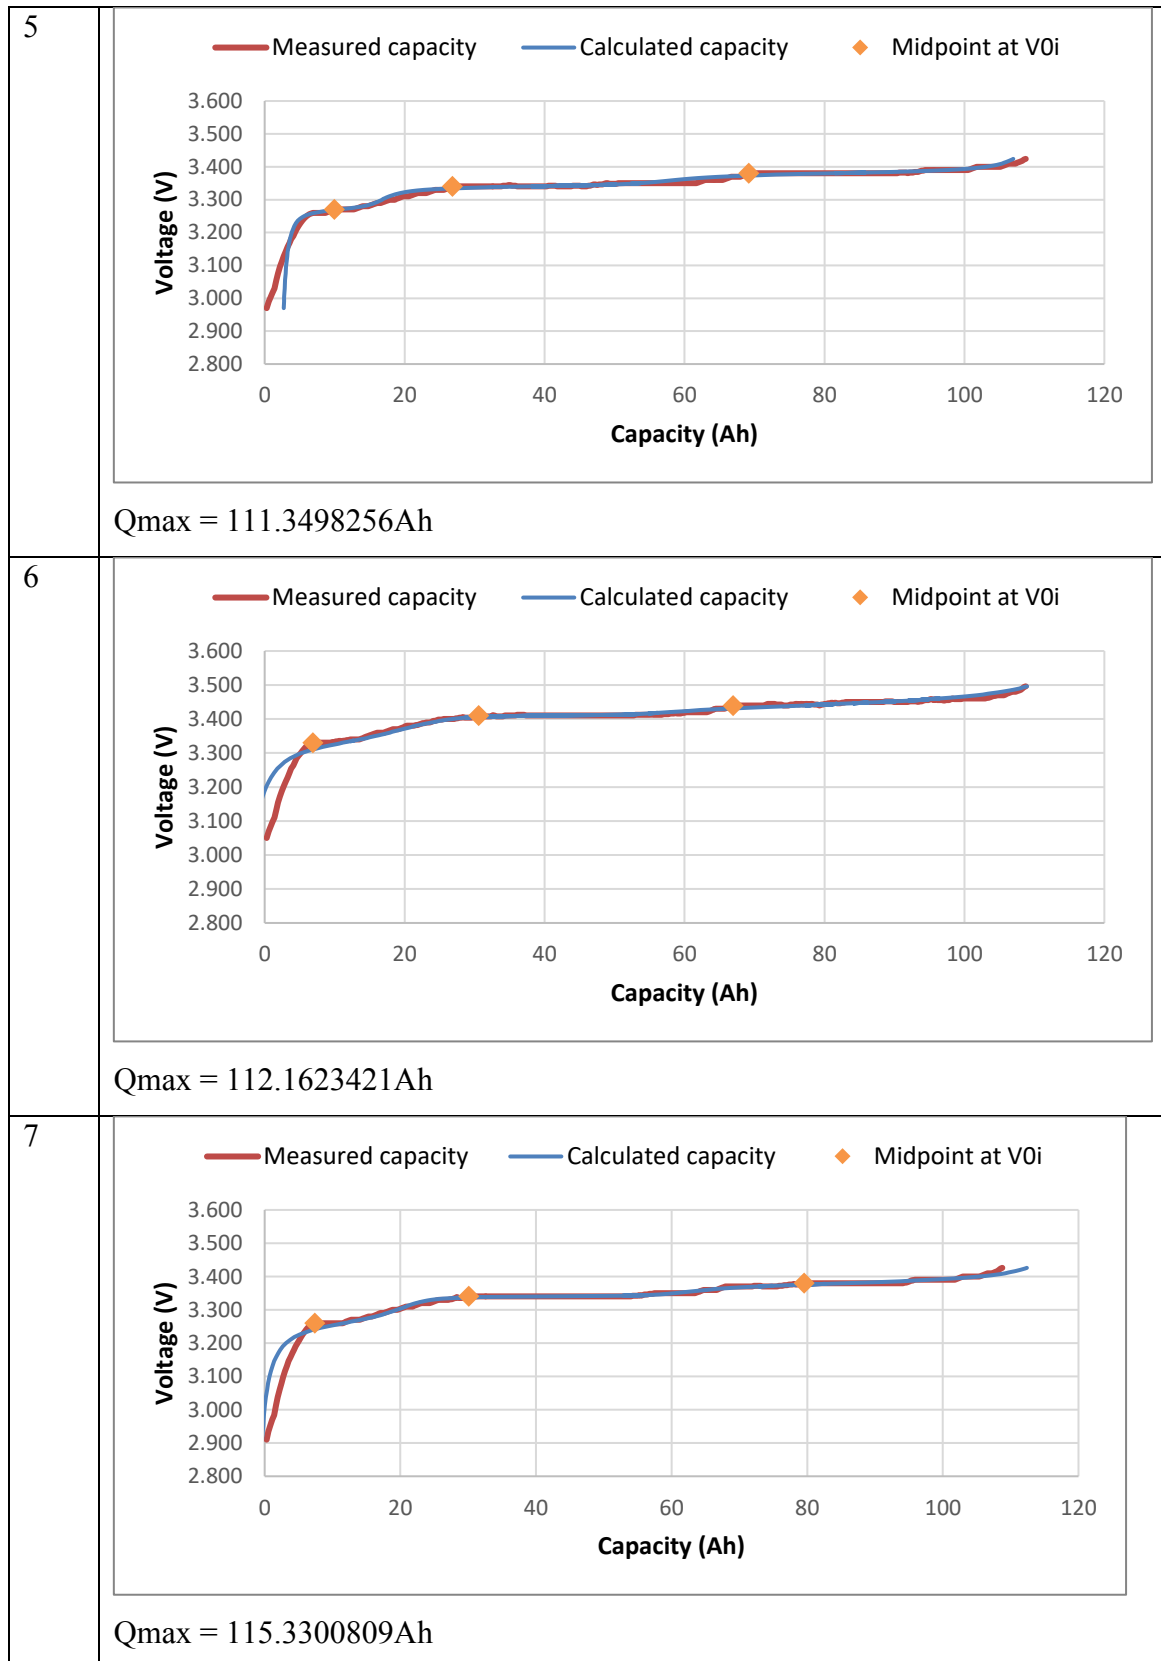 5
Measured capacity Calculated capacity Midpoint at V0i
3.600
3.500
3.400
3.300
3.200
3.100
3.000
2.900
2.800
Voltage (V)
0 20 40 60 80 100 120
Capacity (Ah)
Qmax = 111.3498256Ah
6
Measured capacity Calculated capacity Midpoint at V0i
3.600
3.500
3.400
3.300
3.200
3.100
3.000
2.900
2.800
Voltage (V)
0 20 40 60 80 100 120
Capacity (Ah)
Qmax = 112.1623421Ah
7
Measured capacity Calculated capacity Midpoint at V0i
3.600
3.500
3.400
3.300
3.200
3.100
3.000
2.900
2.800
Voltage (V)
0 20 40 60 80 100 120
Capacity (Ah)
Qmax = 115.3300809Ah